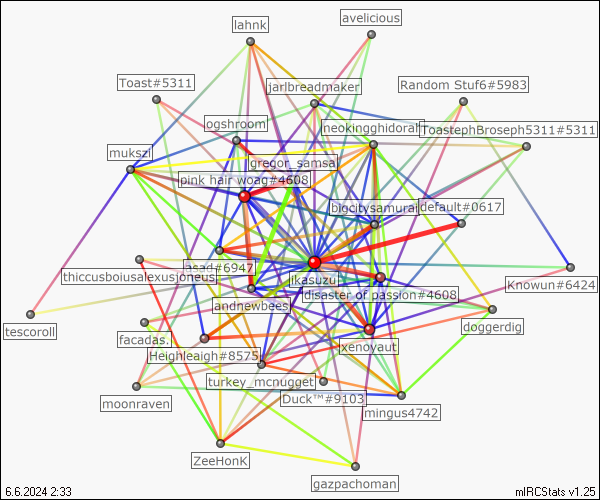 lahnk
avelicious
Toast#5311
jarlbreadmaker
Random Stuf6#5983
ogshroom
neokingghidorah
ToastephBroseph5311#5311
mukszi
gregor_samsa
pink hair woag#4608
bigcitysamurai
default#0617
asad#6947
ikasuzu
thiccusboiusalexusjoneus
disaster of passion#4608
Knowun#6424
andnewbees
tescoroll
facadas.
doggerdig
Heighleaigh#8575
xenoyaut
turkey_mcnugget
Duck™#9103
moonraven
mingus4742
ZeeHonK
gazpachoman
6.6.2024 2:33
mIRCStats v1.25